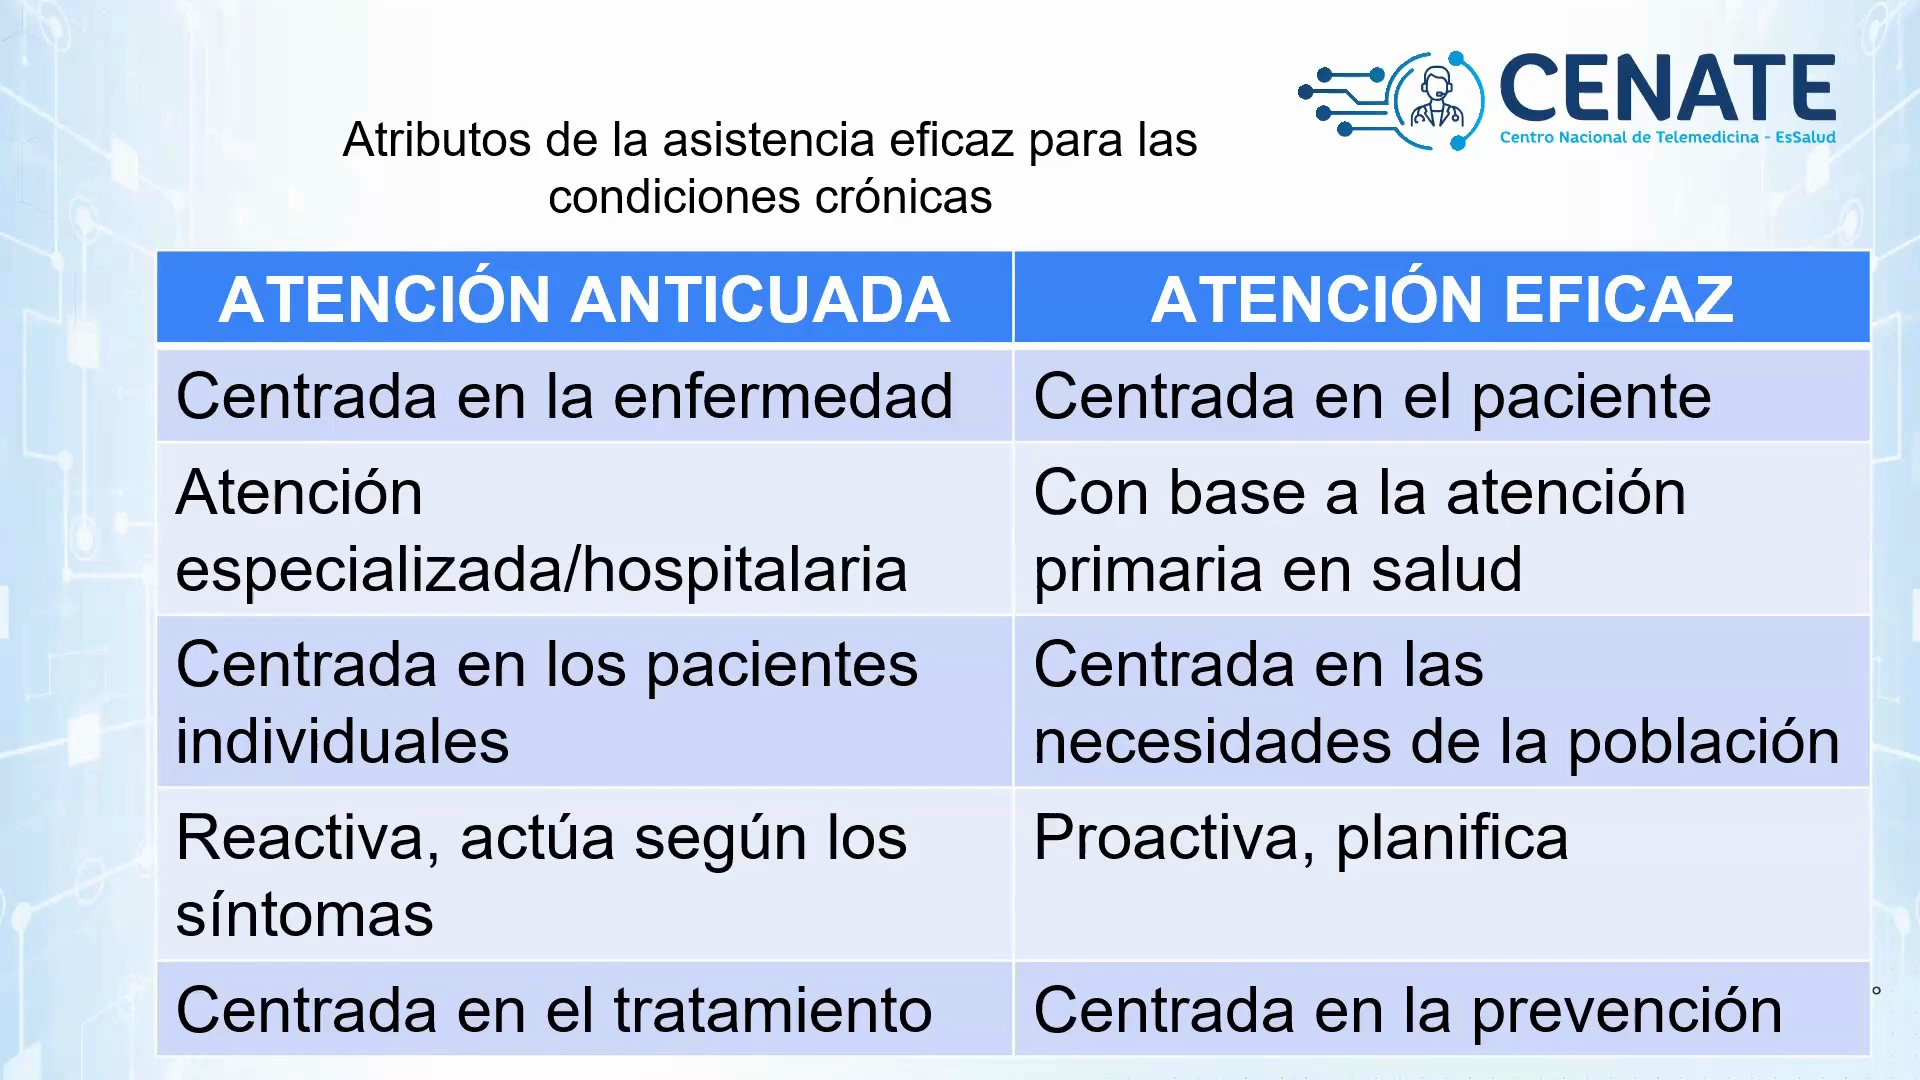 CENATE
Centro Nacional de Telemedicina - EsSalud
Atributos de la asistencia eficaz para las
condiciones crónicas
ATENCIÓN ANTICUADA
ATENCIÓN EFICAZ
Centrada en la enfermedad
Centrada en el paciente
Atención
especializada/hospitalaria
Con base a la atención
primaria en salud
Centrada en los pacientes
individuales
Centrada en las
necesidades de la población
Reactiva, actúa según los
síntomas
Proactiva, planifica
Centrada en el tratamiento
Centrada en la prevención